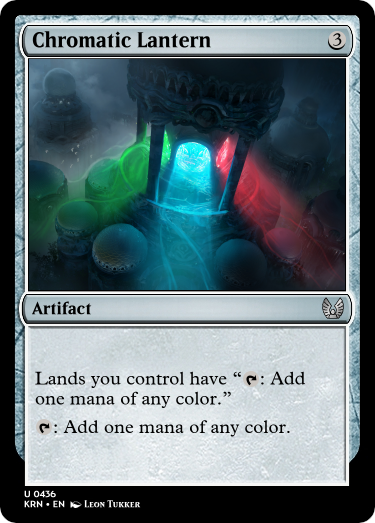 Chromatic Lantern 3
Artifact
Lands you control have “: Add
one mana of any color.”
: Add one mana of any color.
U 0436
KRN • EN Leon Tukker